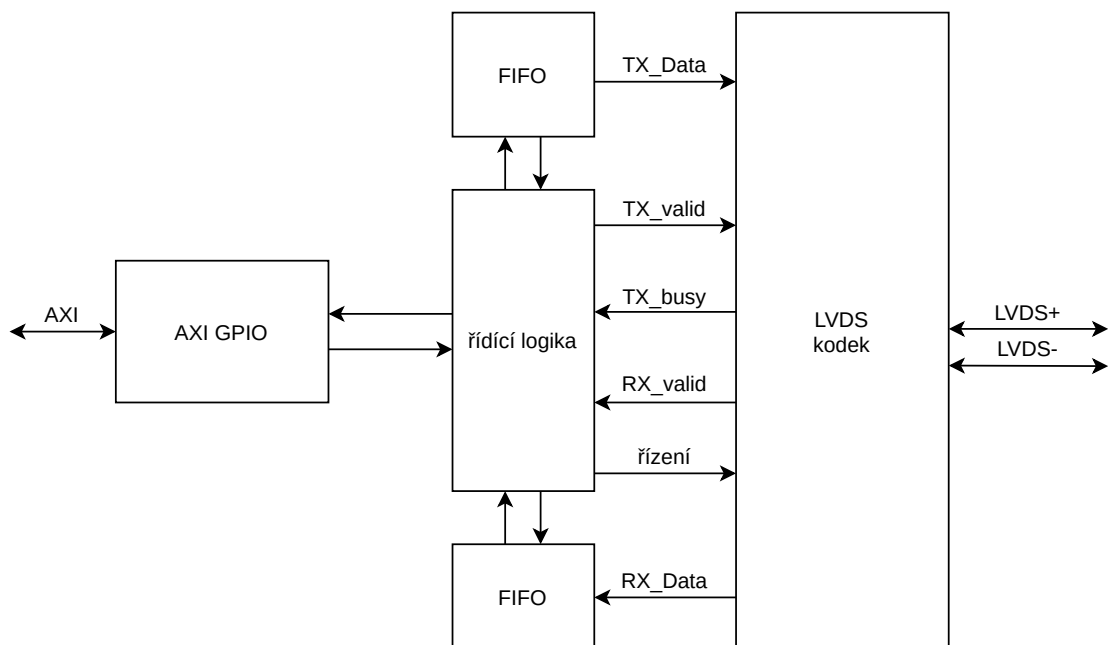 FIFO
TX_Data
TX_valid
AXI
AXI GPIO
řídící logika
TX_busy
LVDS
kodek
LVDS+
LVDS-
RX_valid
řízení
FIFO
RX_Data